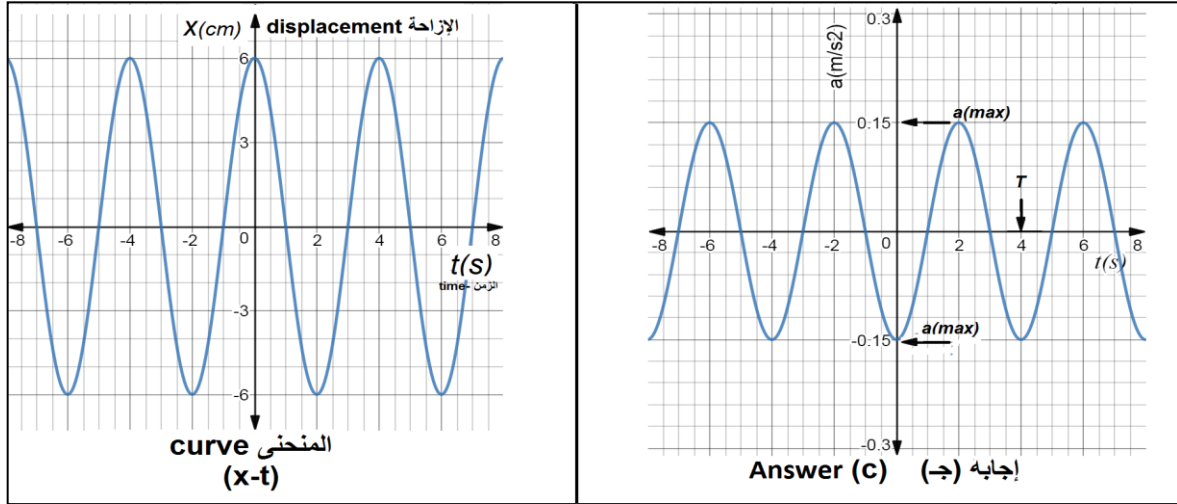 X(cm) displacement الإزاحة
6
3
-8 -6 -4 -2 0 2 4 6 8
t(s)
time- الزمن
-3
-6
curve المنحنى
(x-t)
0.3
a(m/s2)
0.15 a(max)
T
-8 -6 -4 -2 0 2 4 6 8
t(s)
a(max)
-0.15
-0.3
Answer (c) إجابه (جـ)